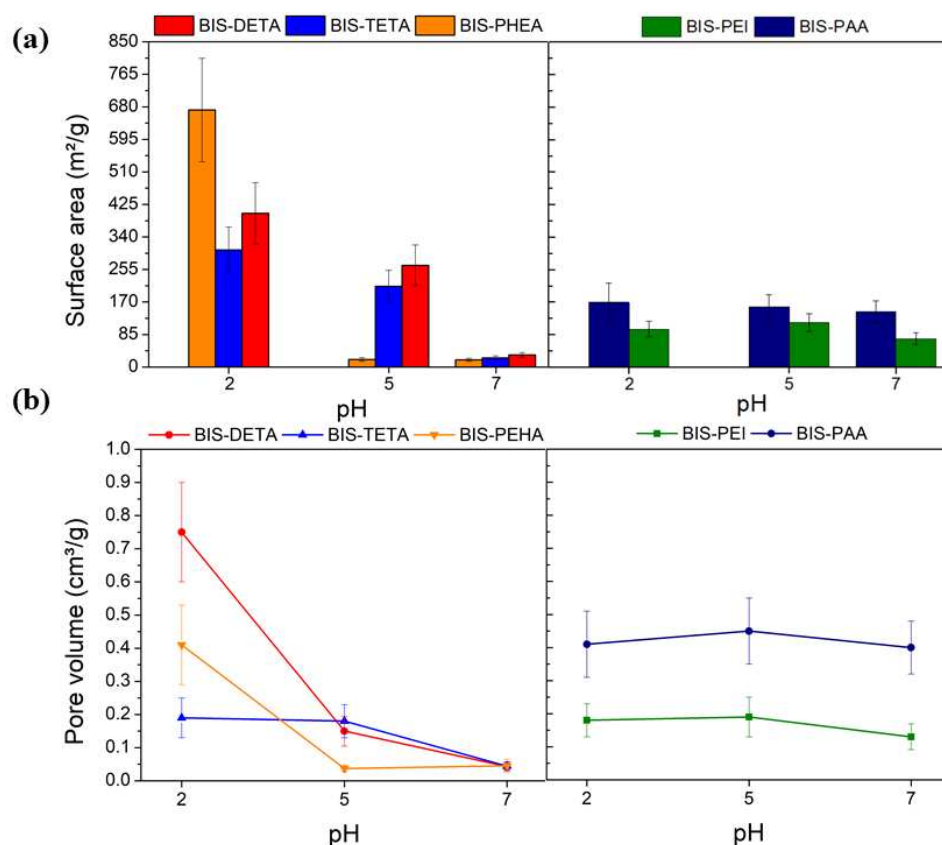 (a)
BIS-DETA BIS-TETA BIS-PHEA
BIS-PEI BIS-PAA
850
765
680
595
510
425
340
255
170
85
0
Surface area (m²/g)
2 5 7
2 5 7
pH
pH
(b)
BIS-DETA BIS-TETA BIS-PEHA
BIS-PEI BIS-PAA
1.0
0.9
0.8
0.7
0.6
0.5
0.4
0.3
0.2
0.1
0.0
Pore volume (cm³/g)
2 5 7
2 5 7
pH
pH